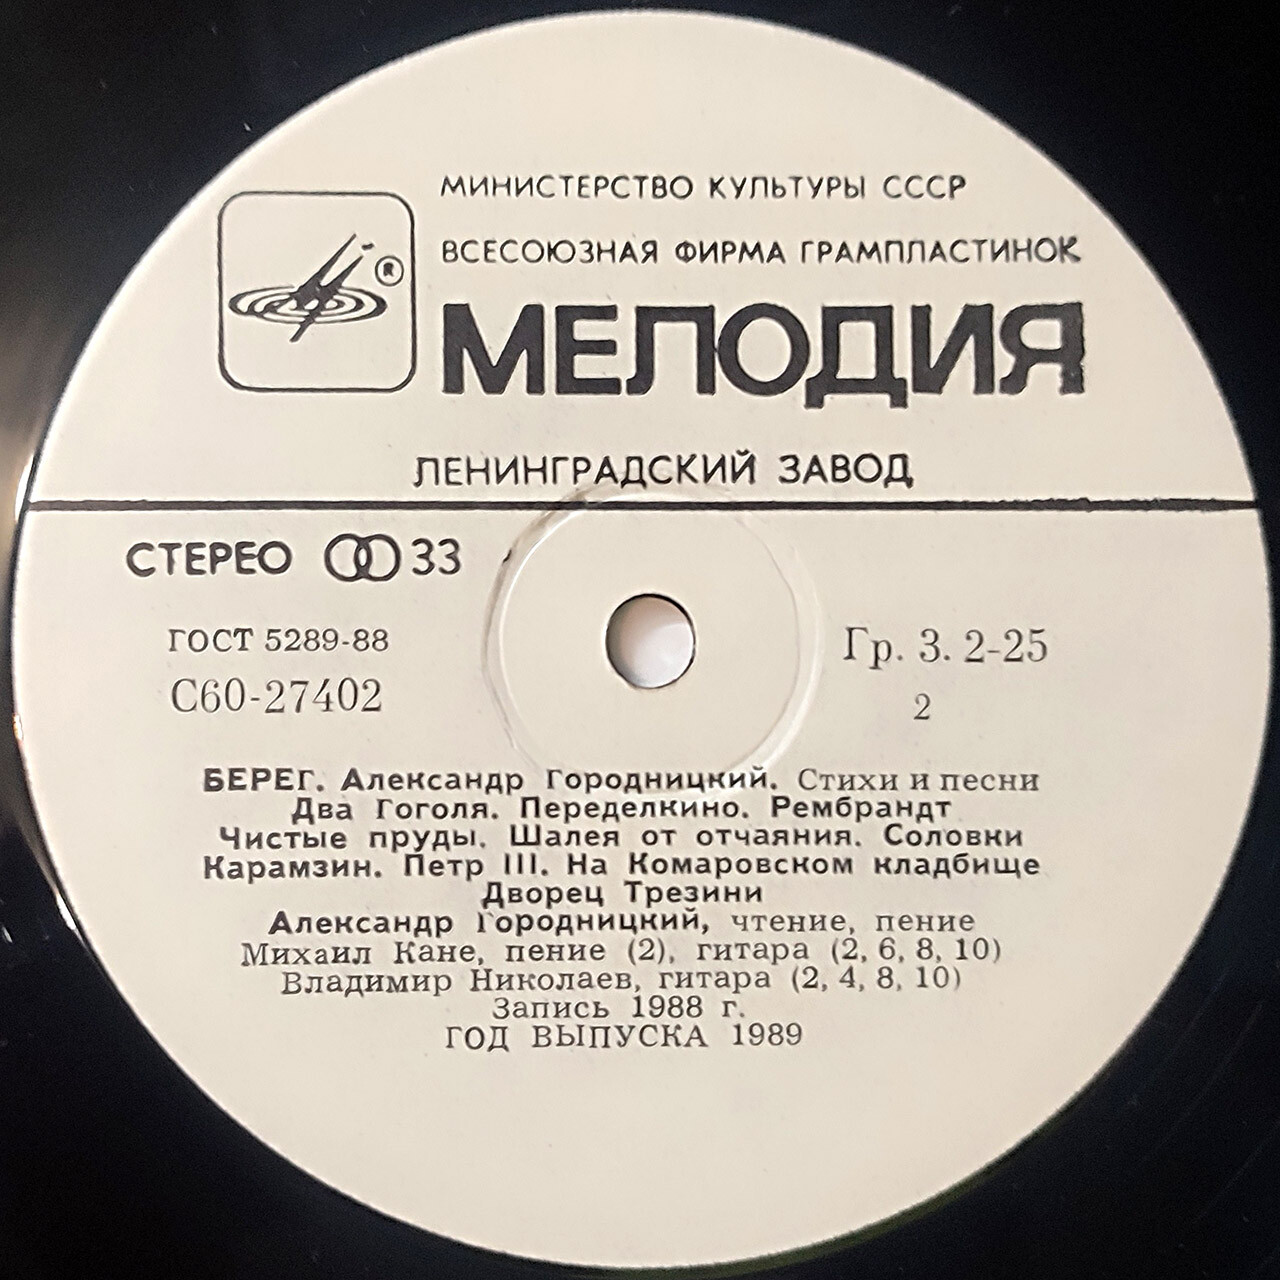 МИНИСТЕРСТВО КУЛЬТУРЫ СССР
®
ВСЕСОЮЗНАЯ ФИРМА ГРАМПЛАСТИНОК
МЕЛОДИЯ
ЛЕНИНГРАДСКИЙ ЗАВОД
СТЕРЕО 33
ГОСТ 5289-88
С60-27402
Гр. 3. 2-25
2
БЕРЕГ. Александр Городницкий. Стихи и песни
Два Гоголя. Переделкино. Рембрандт
Чистые пруды. Шалея от отчаяния. Соловки
Карамзин. Петр III. На Комаровском кладбище
Дворец Трезини
Александр Городницкий, чтение, пение
Михаил Кане, пение (2), гитара (2, 6, 8, 10)
Владимир Николаев, гитара (2, 4, 8, 10)
Запись 1988 г.
ГОД ВЫПУСКА 1989